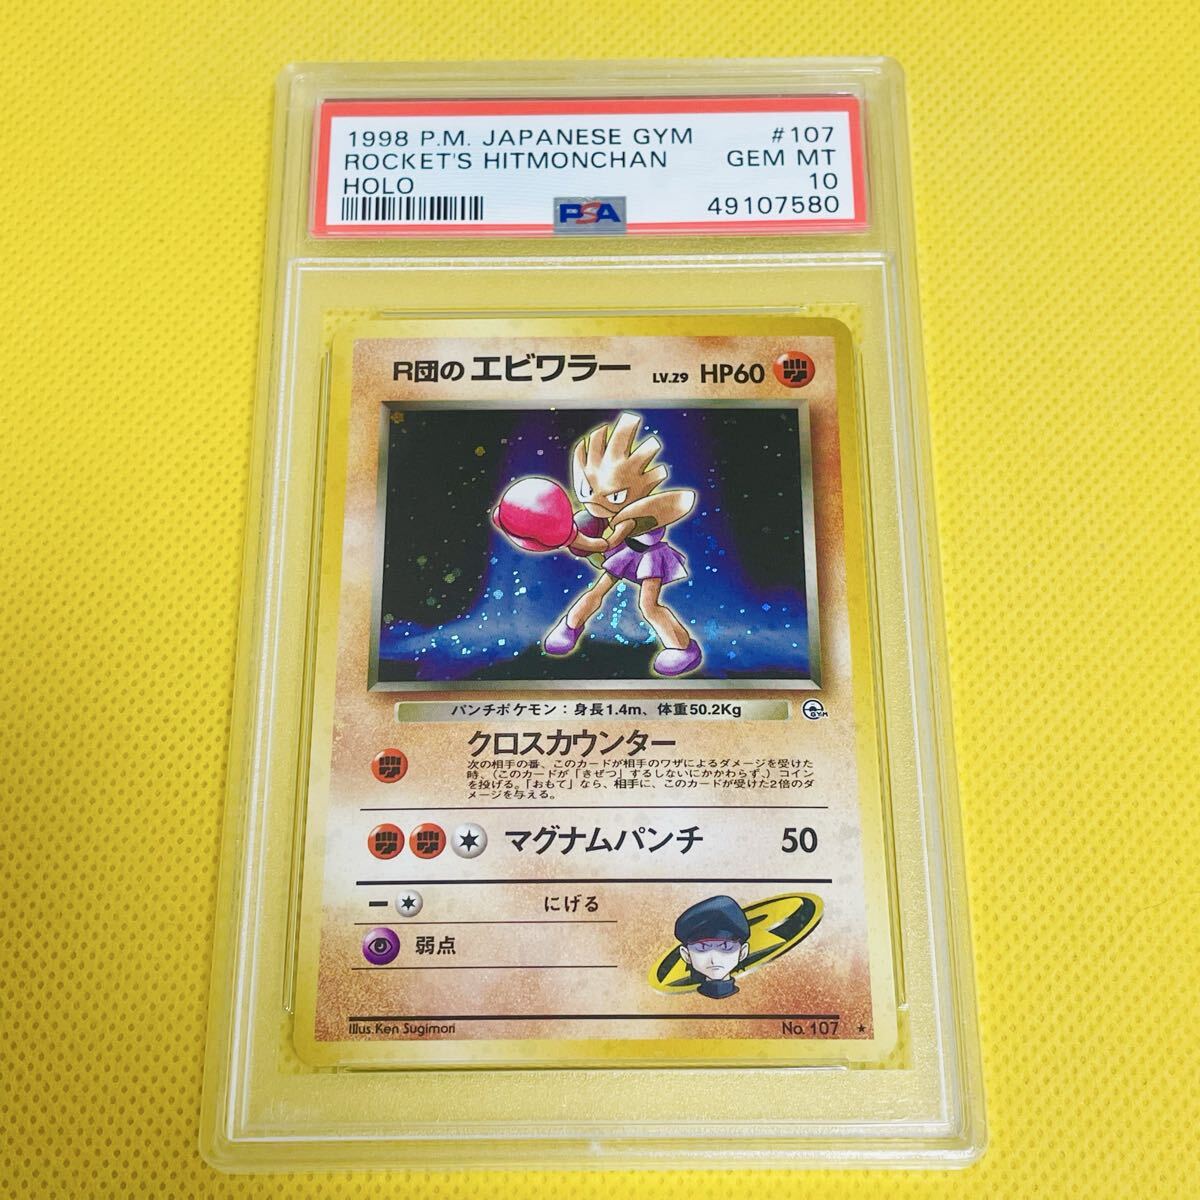 1998 P.M. JAPANESE GYM #107
ROCKET'S HITMONCHAN GEM MT
HOLO 10
PSA 49107580
R団の エビワラー LV.29 HP60
パンチポケモン：身長1.4m、体重50.2Kg
GYM
クロスカウンター
次の相手の番、このカードが相手のワザによるダメージを受けた
時、（このカードが「きぜつ」するしないにかかわらず、）コイン
を投げる。「おもて」なら、相手に、このカードが受けた2倍のダ
メージを与える。
マグナムパンチ 50
にげる
弱点
Illus.Ken Sugimori No. 107 ★